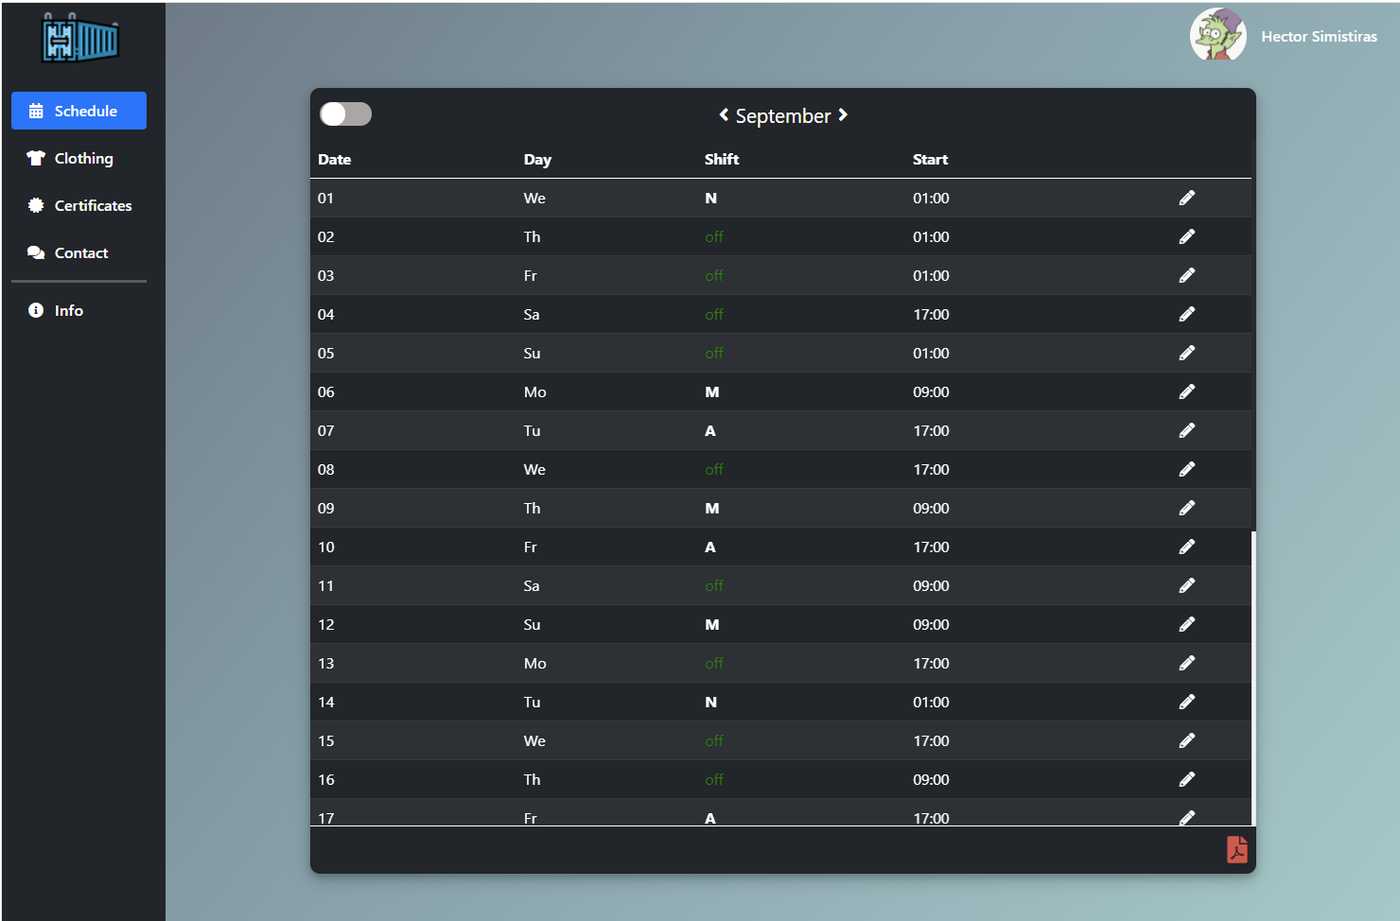 Hector Simistiras
Schedule
Clothing
Certificates
Contact
Info
September
Date Day Shift Start
01 We N 01:00
02 Th off 01:00
03 Fr off 01:00
04 Sa off 17:00
05 Su off 01:00
06 Mo M 09:00
07 Tu A 17:00
08 We off 17:00
09 Th M 09:00
10 Fr A 17:00
11 Sa off 09:00
12 Su M 09:00
13 Mo off 17:00
14 Tu N 01:00
15 We off 17:00
16 Th off 09:00
17 Fr A 17:00